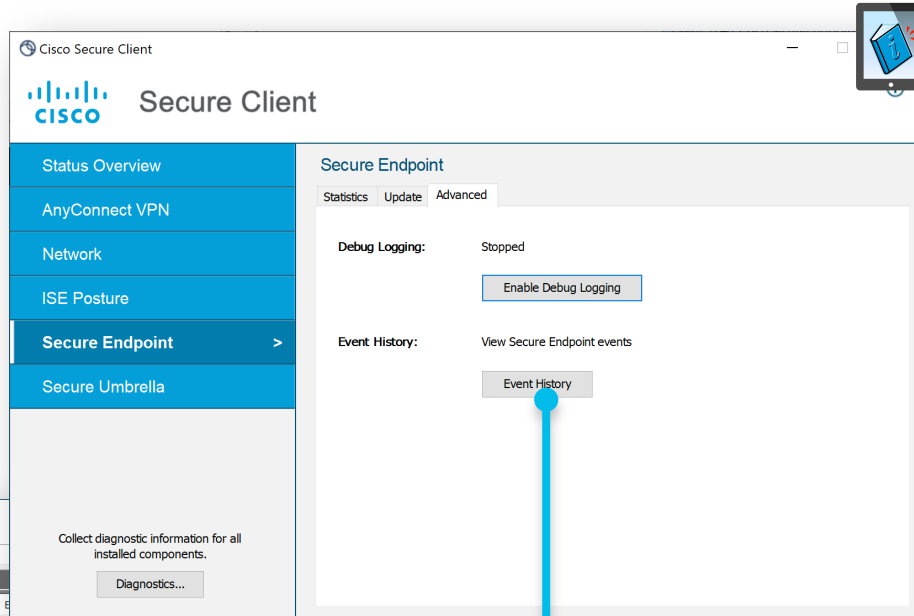 Cisco Secure Client
CISCO
Secure Client
Status Overview
AnyConnect VPN
Network
ISE Posture
Secure Endpoint >
Secure Umbrella
Collect diagnostic information for all
installed components.
Diagnostics...
Secure Endpoint
Statistics Update Advanced
Debug Logging: Stopped
Enable Debug Logging
Event History: View Secure Endpoint events
Event History